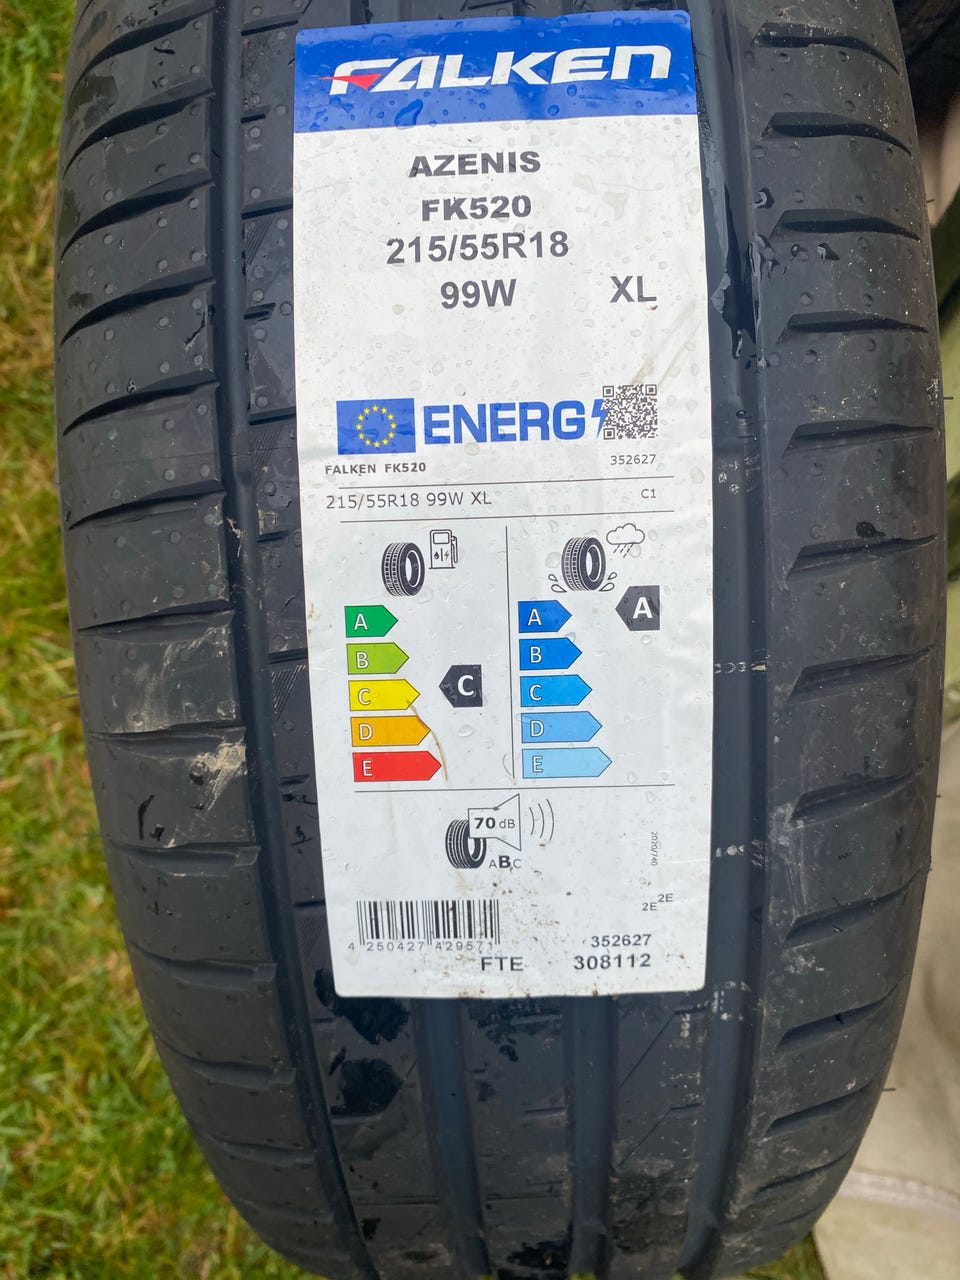 FALKEN
AZENIS
FK520
215/55R18
99W XL
ENERG
FALKEN FK520
352627
215/55R18 99W XL
C1
A
B
C
D
E
C
A
B
C
D
E
A
70 dB
ABC
2020/740
2E 2E
4 250427 429571
352627
FTE 308112